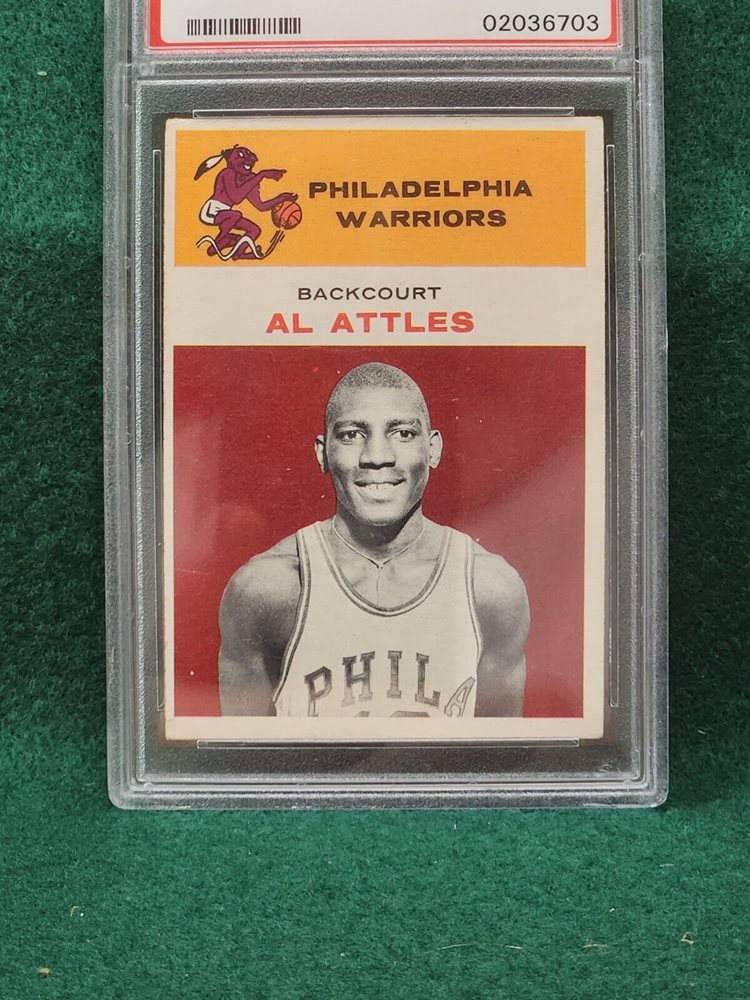 02036703
PHILADELPHIA
WARRIORS
BACKCOURT
AL ATTLES
PHILA